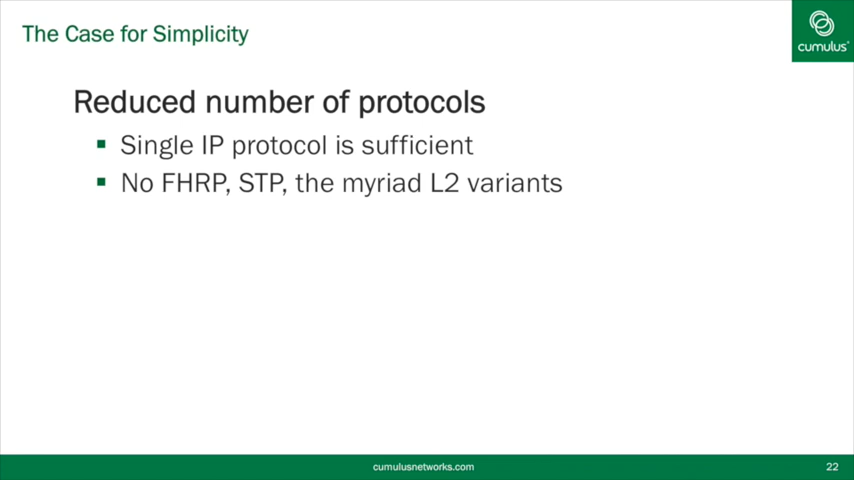 The Case for Simplicity
cumulus®
Reduced number of protocols
Single IP protocol is sufficient
No FHRP, STP, the myriad L2 variants
cumulusnetworks.com
22